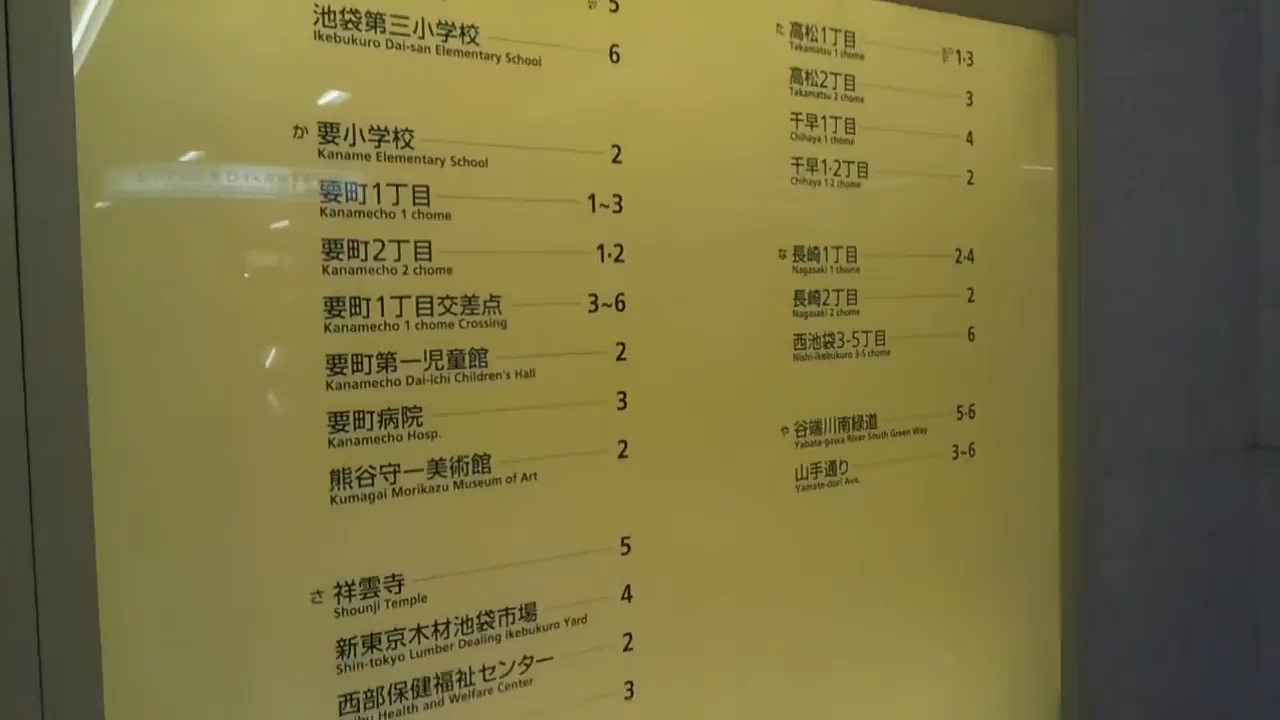 5
池袋第三小学校 6
Ikebukuro Dai-san Elementary School
か 要小学校 2
Kaname Elementary School
要町1丁目 1~3
Kanamecho 1 chome
要町2丁目 1·2
Kanamecho 2 chome
要町1丁目交差点 3~6
Kanamecho 1 chome Crossing
要町第一児童館 2
Kanamecho Dai-ichi Children's Hall
要町病院 3
Kanamecho Hosp.
熊谷守一美術館 2
Kumagai Morikazu Museum of Art
さ 祥雲寺 5
Shounji Temple
新東京木材池袋市場 4
Shin-tokyo Lumber Dealing Ikebukuro Yard
西部保健福祉センター 2
Health and Welfare Center
3
た 高松1丁目 1·3
Takamatsu 1 chome
高松2丁目 3
Takamatsu 2 chome
千早1丁目 4
Chihaya 1 chome
千早1·2丁目 2
Chihaya 1·2 chome
な 長崎1丁目 2·4
Nagasaki 1 chome
長崎2丁目 2
Nagasaki 2 chome
西池袋3-5丁目 6
Nishi-ikebukuro 3-5 chome
や 谷端川南緑道 5·6
Yabata-gawa River South Green Way
山手通り 3~6
Yamate-dori Ave.